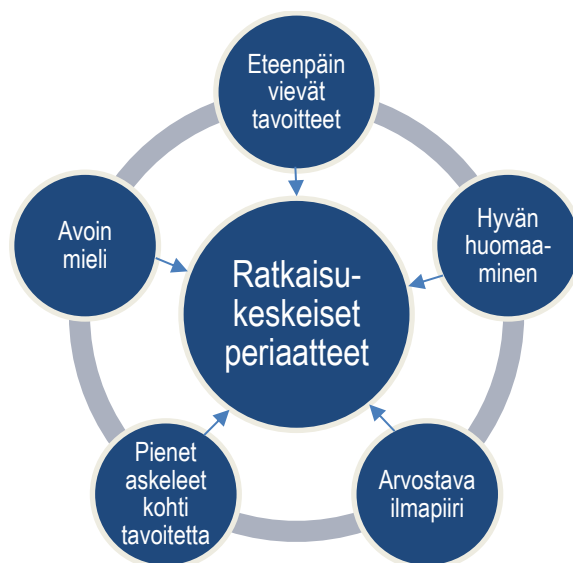 Eteenpäin
vievät
tavoitteet
Hyvän
huomaa-
minen
Avoin
mieli
Ratkaisu-
keskeiset
periaatteet
Pienet
askeleet
kohti
tavoitetta
Arvostava
ilmapiiri